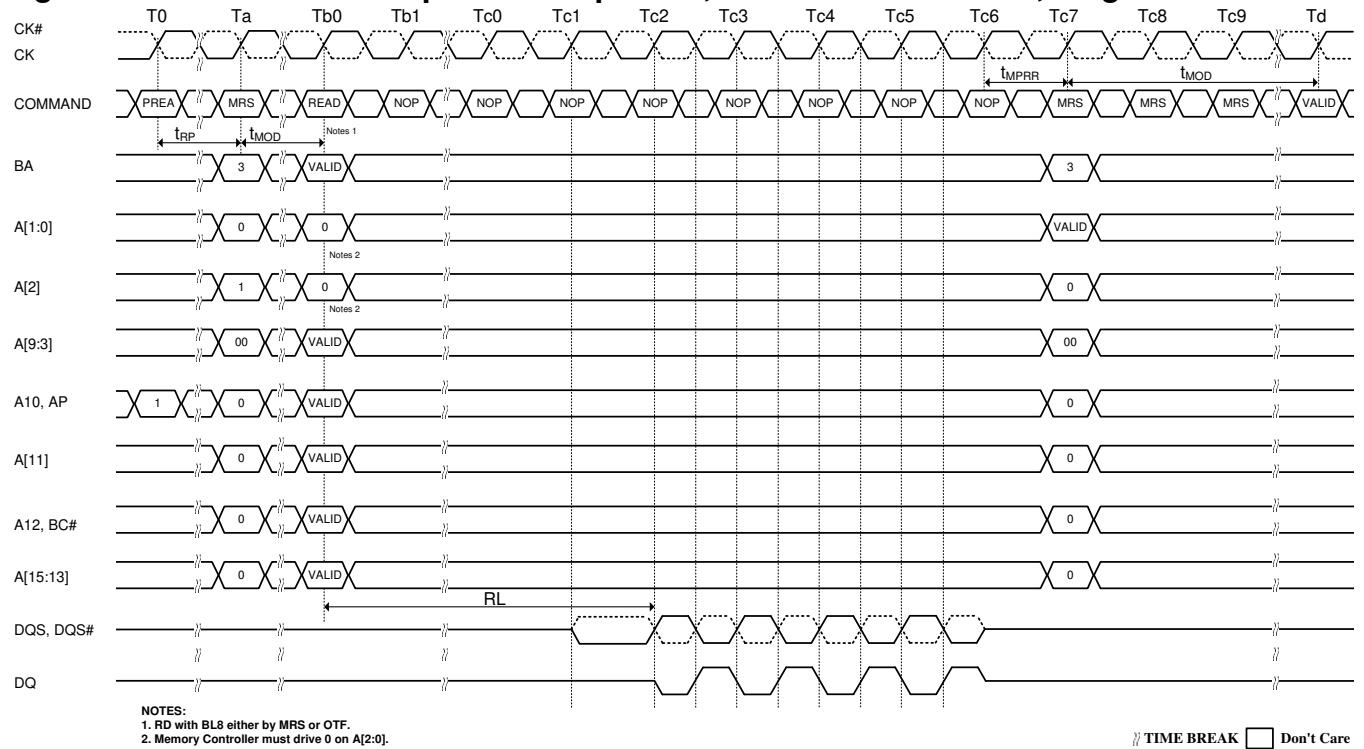 T0 Ta Tb0 Tb1 Tc0 Tc1 Tc2 Tc3 Tc4 Tc5 Tc6 Tc7 Tc8 Tc9 Td
CK#
CK
tMPRR tMOD
COMMAND PREA MRS READ NOP NOP NOP NOP NOP NOP NOP NOP MRS MRS MRS VALID
tRP tMOD Notes 1
BA 3 VALID 3
A[1:0] 0 0 VALID
Notes 2
A[2] 1 0 0
Notes 2
A[9:3] 00 VALID 00
A10, AP 1 0 VALID 0
A[11] 0 VALID 0
A12, BC# 0 VALID 0
A[15:13] 0 VALID 0
RL
DQS, DQS#
DQ
NOTES:
1. RD with BL8 either by MRS or OTF.
2. Memory Controller must drive 0 on A[2:0].
TIME BREAK Don't Care